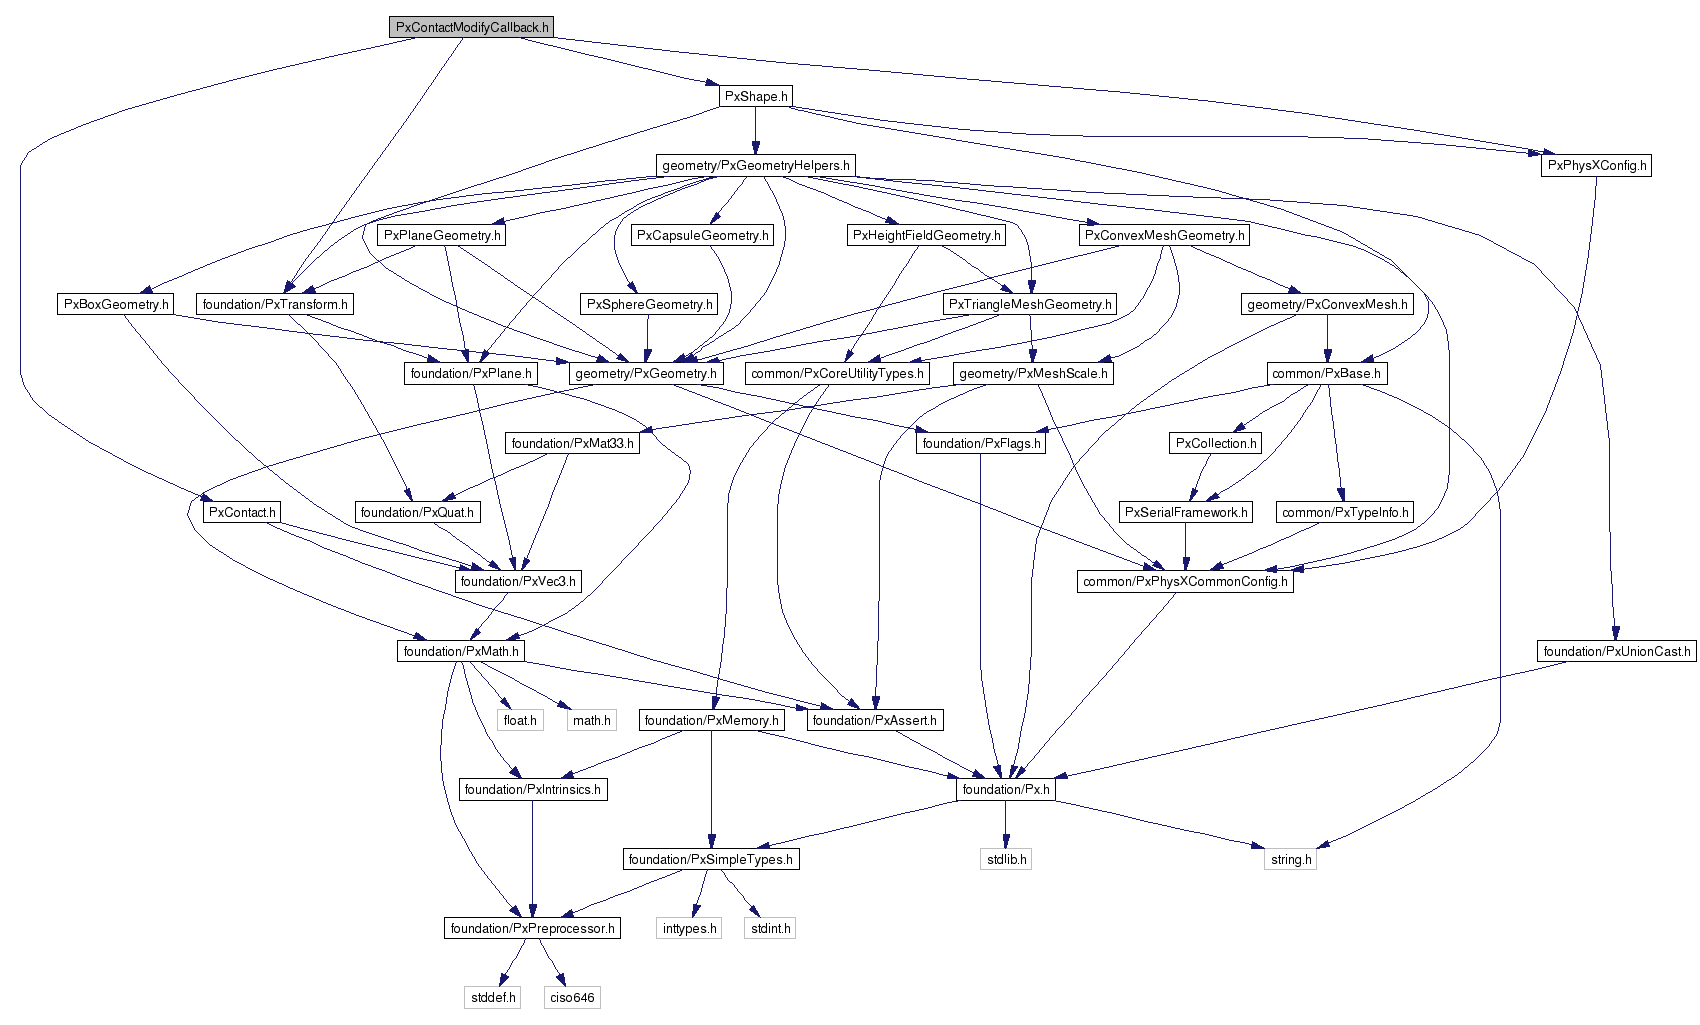 PxContactModifyCallback.h
PxShape.h
geometry/PxGeometryHelpers.h
PxPhysXConfig.h
PxPlaneGeometry.h
PxCapsuleGeometry.h
PxHeightFieldGeometry.h
PxConvexMeshGeometry.h
PxBoxGeometry.h
foundation/PxTransform.h
PxSphereGeometry.h
PxTriangleMeshGeometry.h
geometry/PxConvexMesh.h
foundation/PxPlane.h
geometry/PxGeometry.h
common/PxCoreUtilityTypes.h
geometry/PxMeshScale.h
common/PxBase.h
foundation/PxMat33.h
foundation/PxFlags.h
PxCollection.h
PxContact.h
foundation/PxQuat.h
PxSerialFramework.h
common/PxTypeInfo.h
foundation/PxVec3.h
common/PxPhysXCommonConfig.h
foundation/PxMath.h
foundation/PxUnionCast.h
float.h
math.h
foundation/PxMemory.h
foundation/PxAssert.h
foundation/PxIntrinsics.h
foundation/Px.h
foundation/PxSimpleTypes.h
stdlib.h
string.h
foundation/PxPreprocessor.h
inttypes.h
stdint.h
stddef.h
ciso646